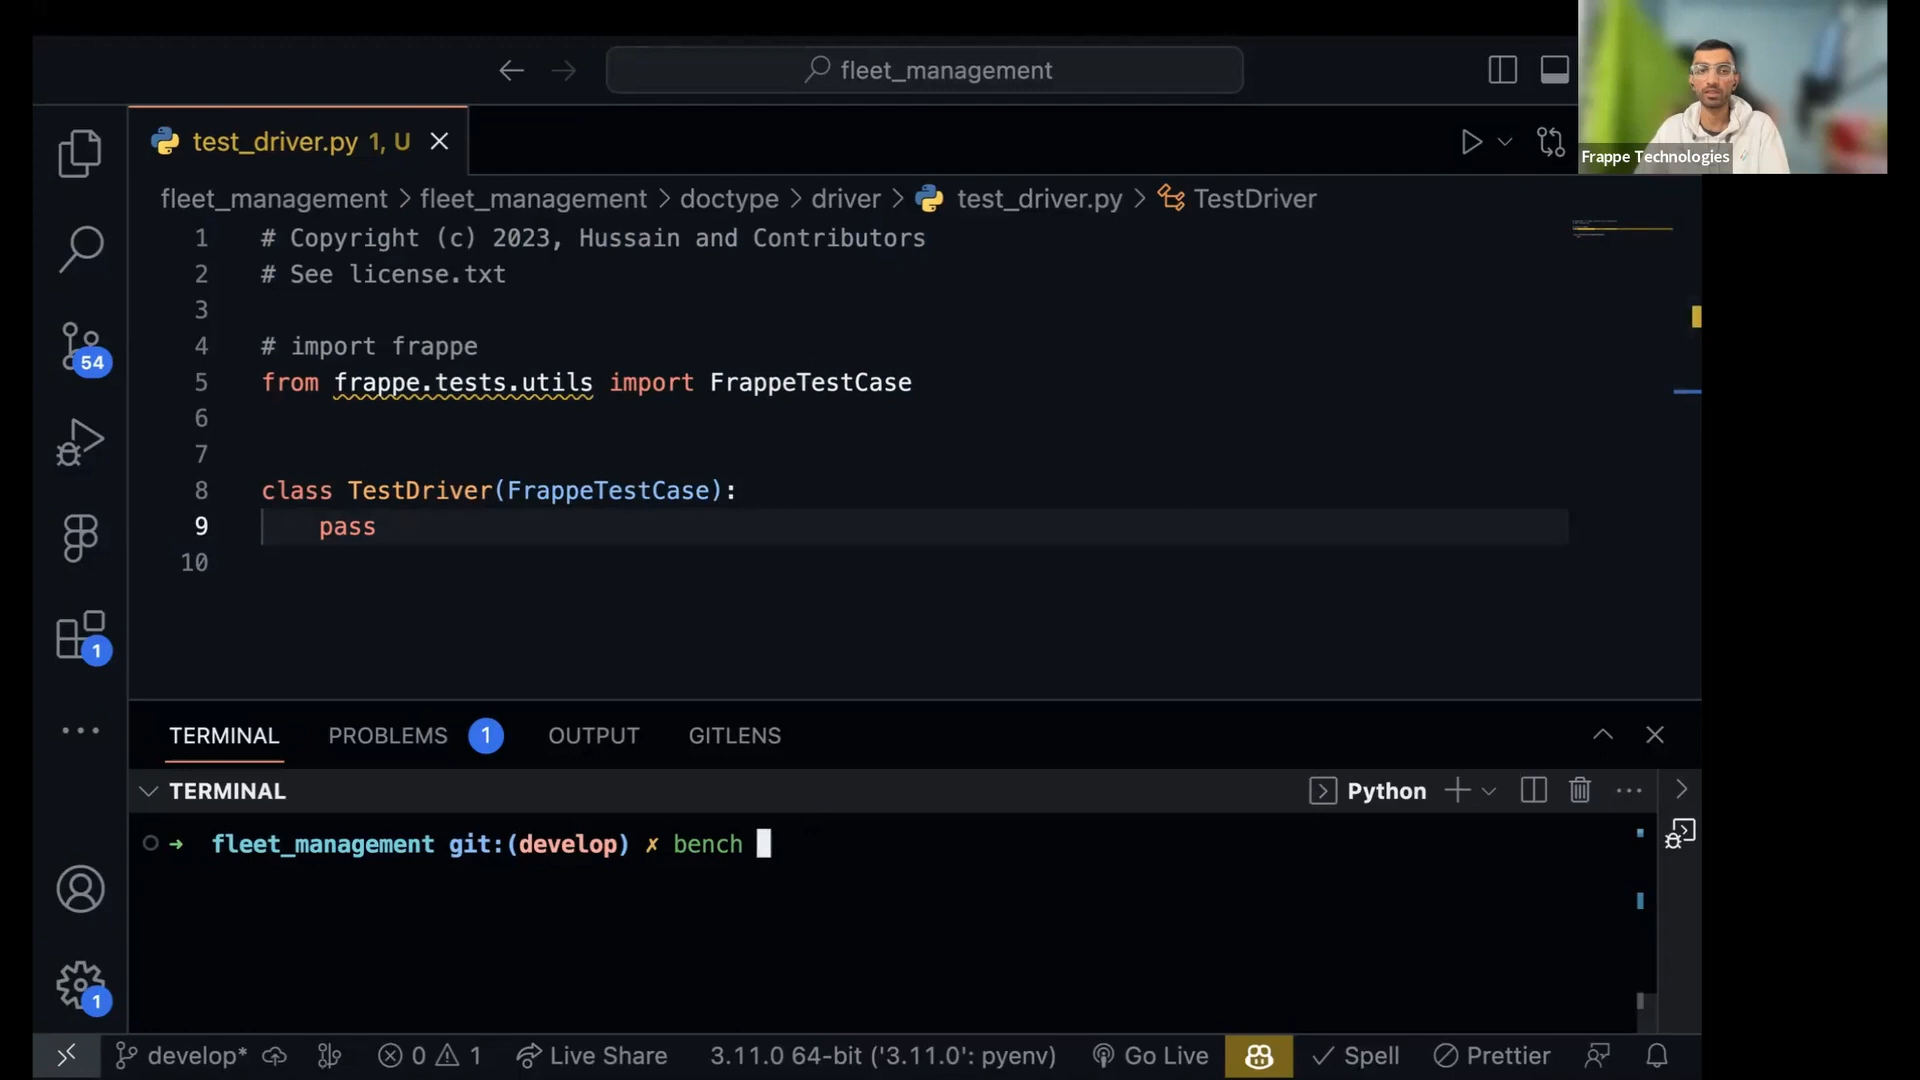 fleet_management
Frappe Technologies
test_driver.py 1, U
fleet_management > fleet_management > doctype > driver > test_driver.py > TestDriver
1 # Copyright (c) 2023, Hussain and Contributors
2 # See license.txt
3
4 # import frappe
5 from frappe.tests.utils import FrappeTestCase
6
7
8 class TestDriver(FrappeTestCase):
9 pass
10
54
1
1
TERMINAL PROBLEMS 1 OUTPUT GITLENS
TERMINAL Python
fleet_management git:(develop) ✗ bench
develop* 0 1 Live Share 3.11.0 64-bit ('3.11.0': pyenv) Go Live Spell Prettier